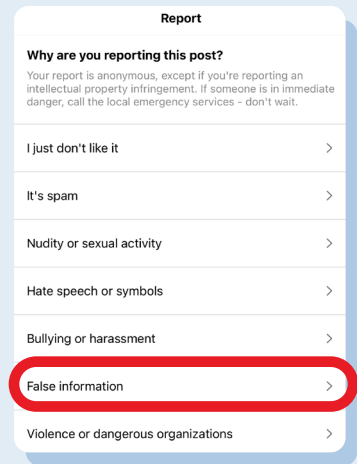 Report
Why are you reporting this post?
Your report is anonymous, except if you're reporting an
intellectual property infringement. If someone is in immediate
danger, call the local emergency services - don't wait.
I just don't like it
It's spam
Nudity or sexual activity
Hate speech or symbols
Bullying or harassment
False information
Violence or dangerous organizations